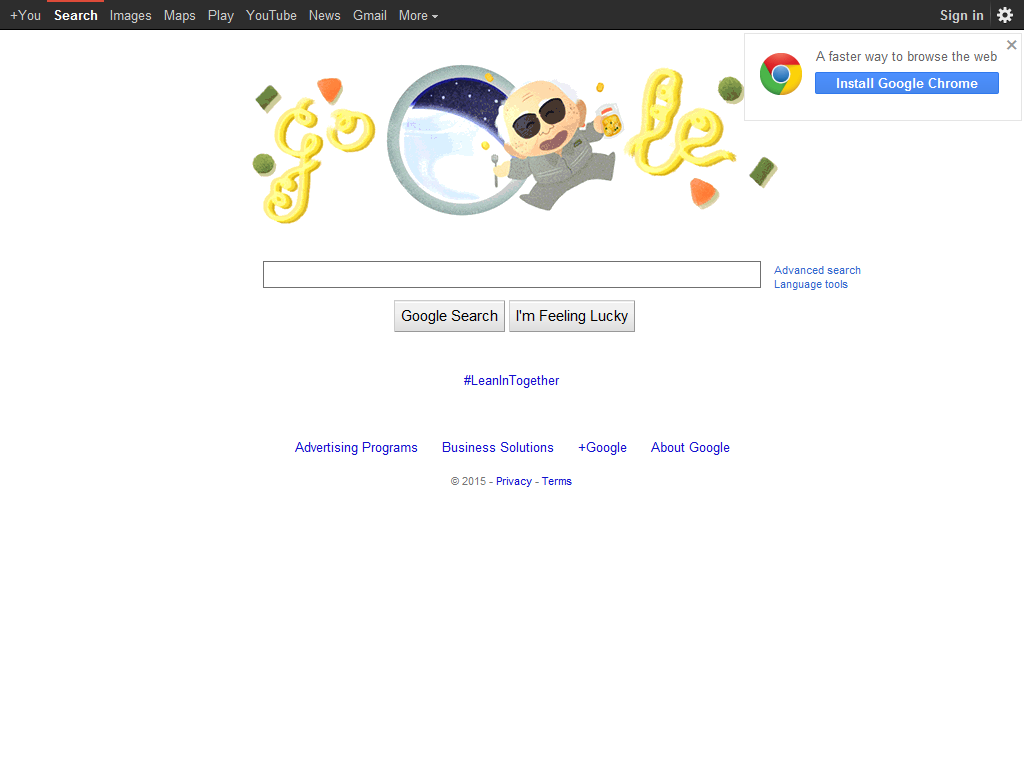 +You Search Images Maps Play YouTube News Gmail More Sign in
A faster way to browse the web
Install Google Chrome
Go le
Advanced search
Language tools
Google Search I'm Feeling Lucky
#LeanInTogether
Advertising Programs Business Solutions +Google About Google
© 2015 - Privacy - Terms